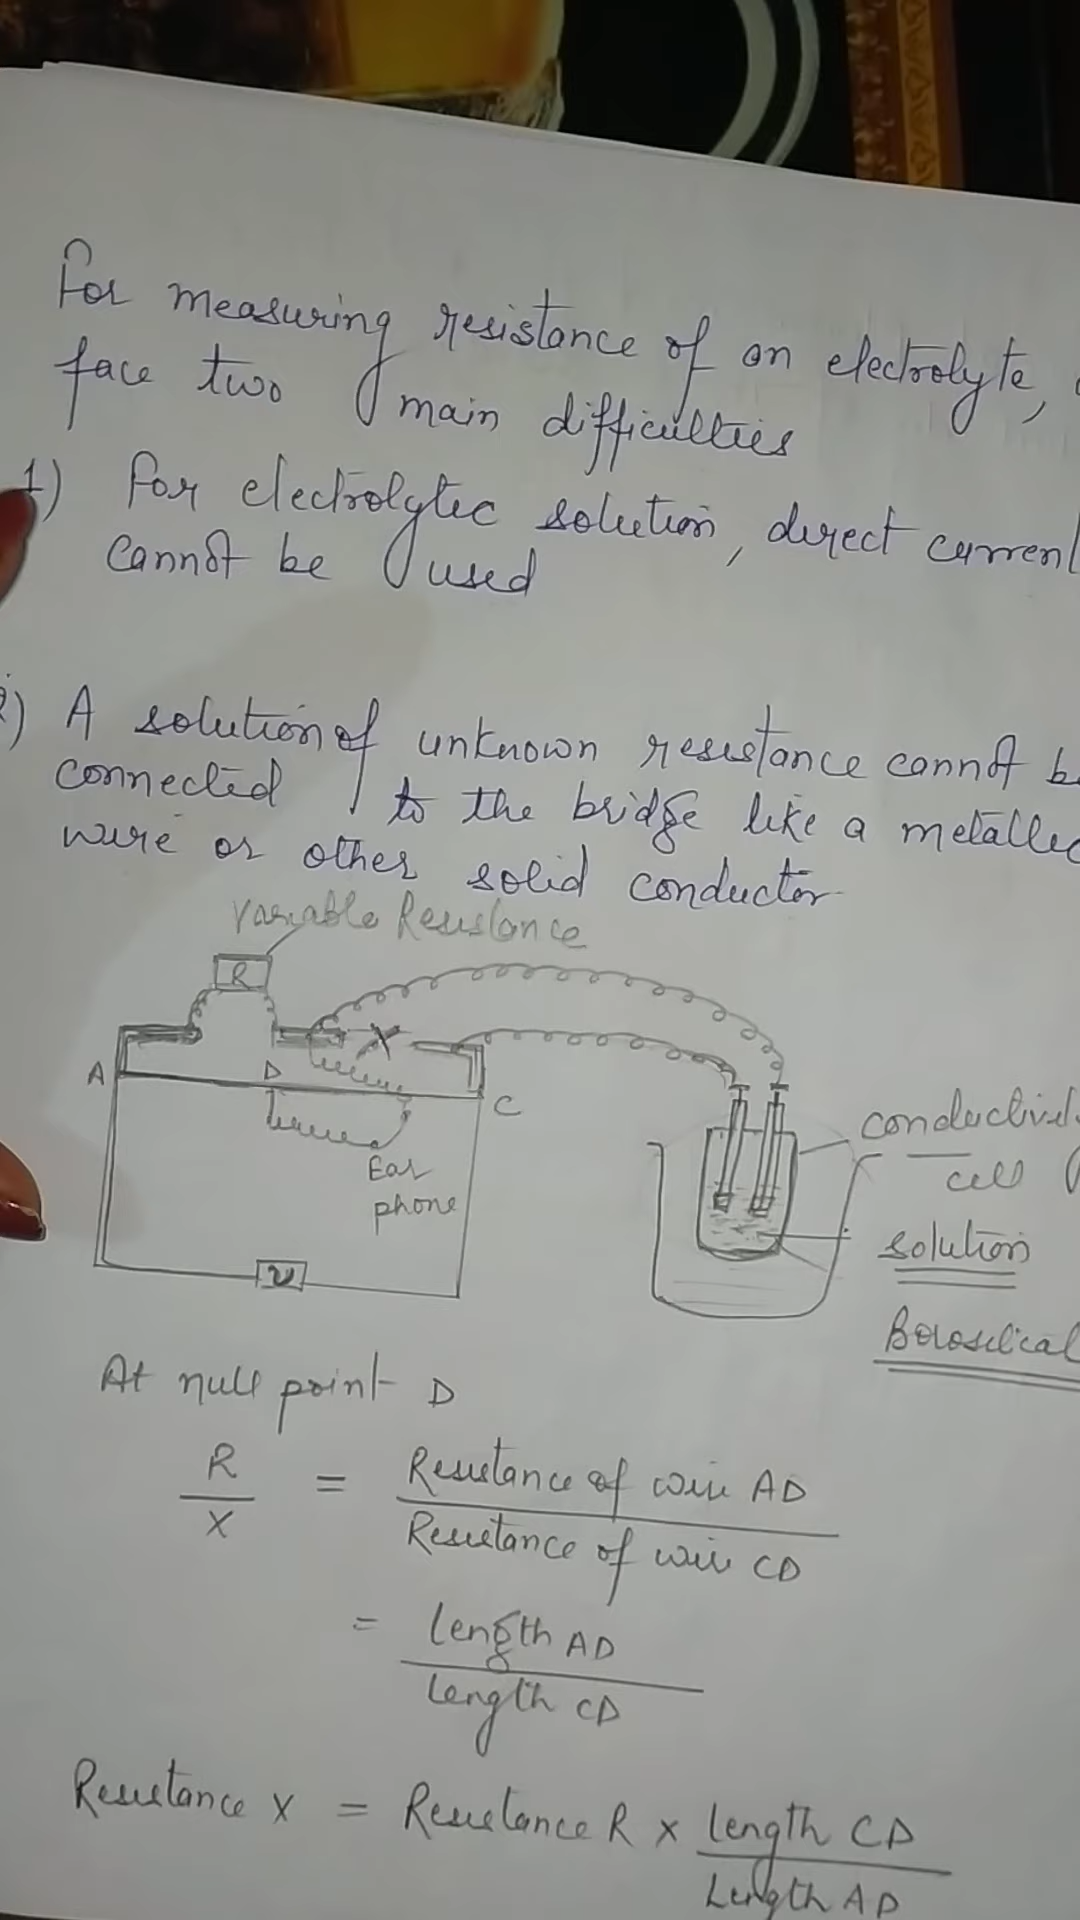 For measuring resistance of an electrolyte,
face two main difficulties
1) For electrolytic solution, direct current
cannot be used
2) A solution of unknown resistance cannot be
connected to the bridge like a metallic
wire or other solid conductor
Variable Resistance
R
X
A
D
C
Ear
phone
conductivity
cell
solution
At null point D
R = Resistance of wire AD
X Resistance of wire CD
= Length AD
Length CD
Resistance X = Resistance R x Length CD
Length AD